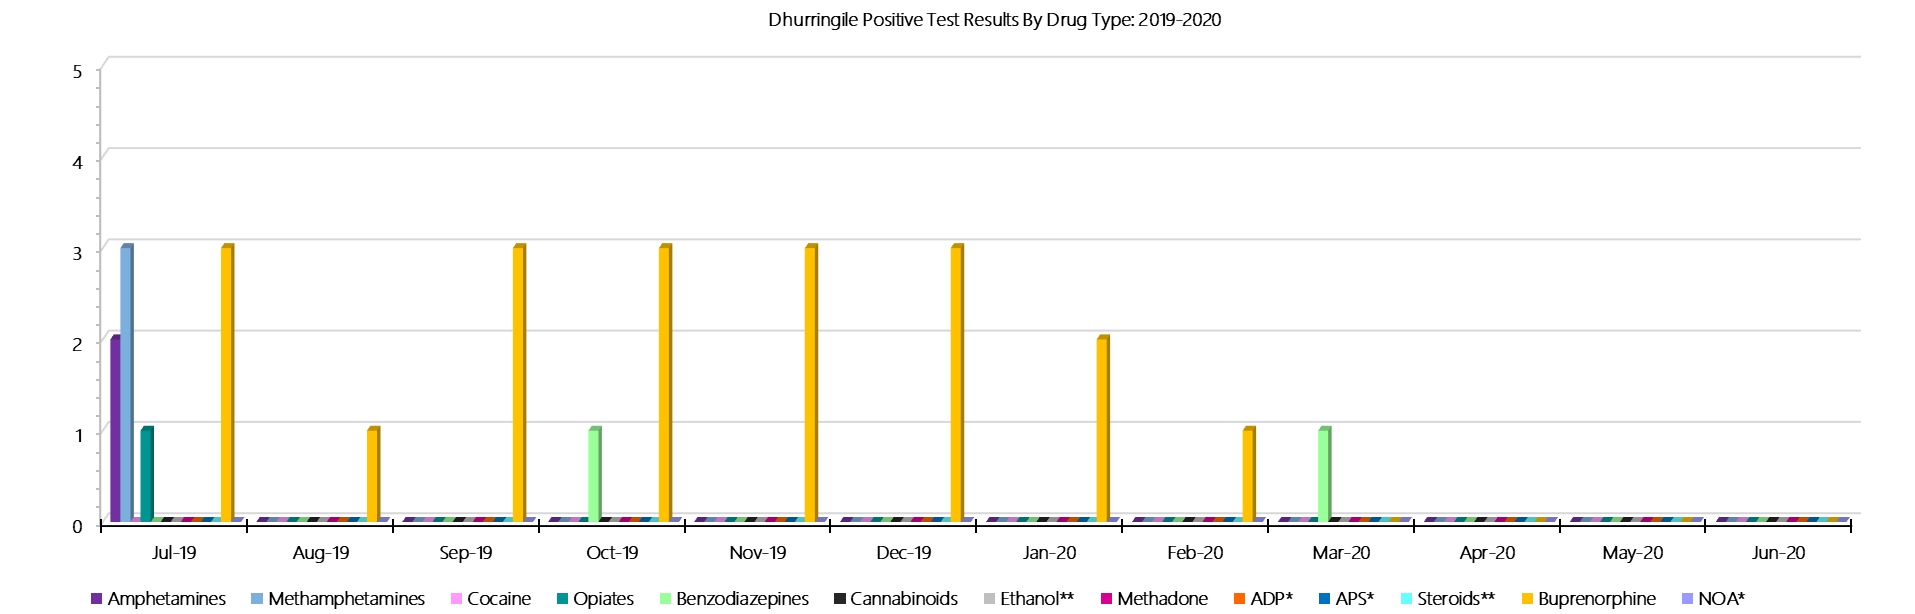 Dhurringile Positive Test Results By Drug Type: 2019-2020
5
4
3
2
1
0
Jul-19 Aug-19 Sep-19 Oct-19 Nov-19 Dec-19 Jan-20 Feb-20 Mar-20 Apr-20 May-20 Jun-20
Amphetamines Methamphetamines Cocaine Opiates Benzodiazepines Cannabinoids Ethanol** Methadone ADP* APS* Steroids** Buprenorphine NOA*